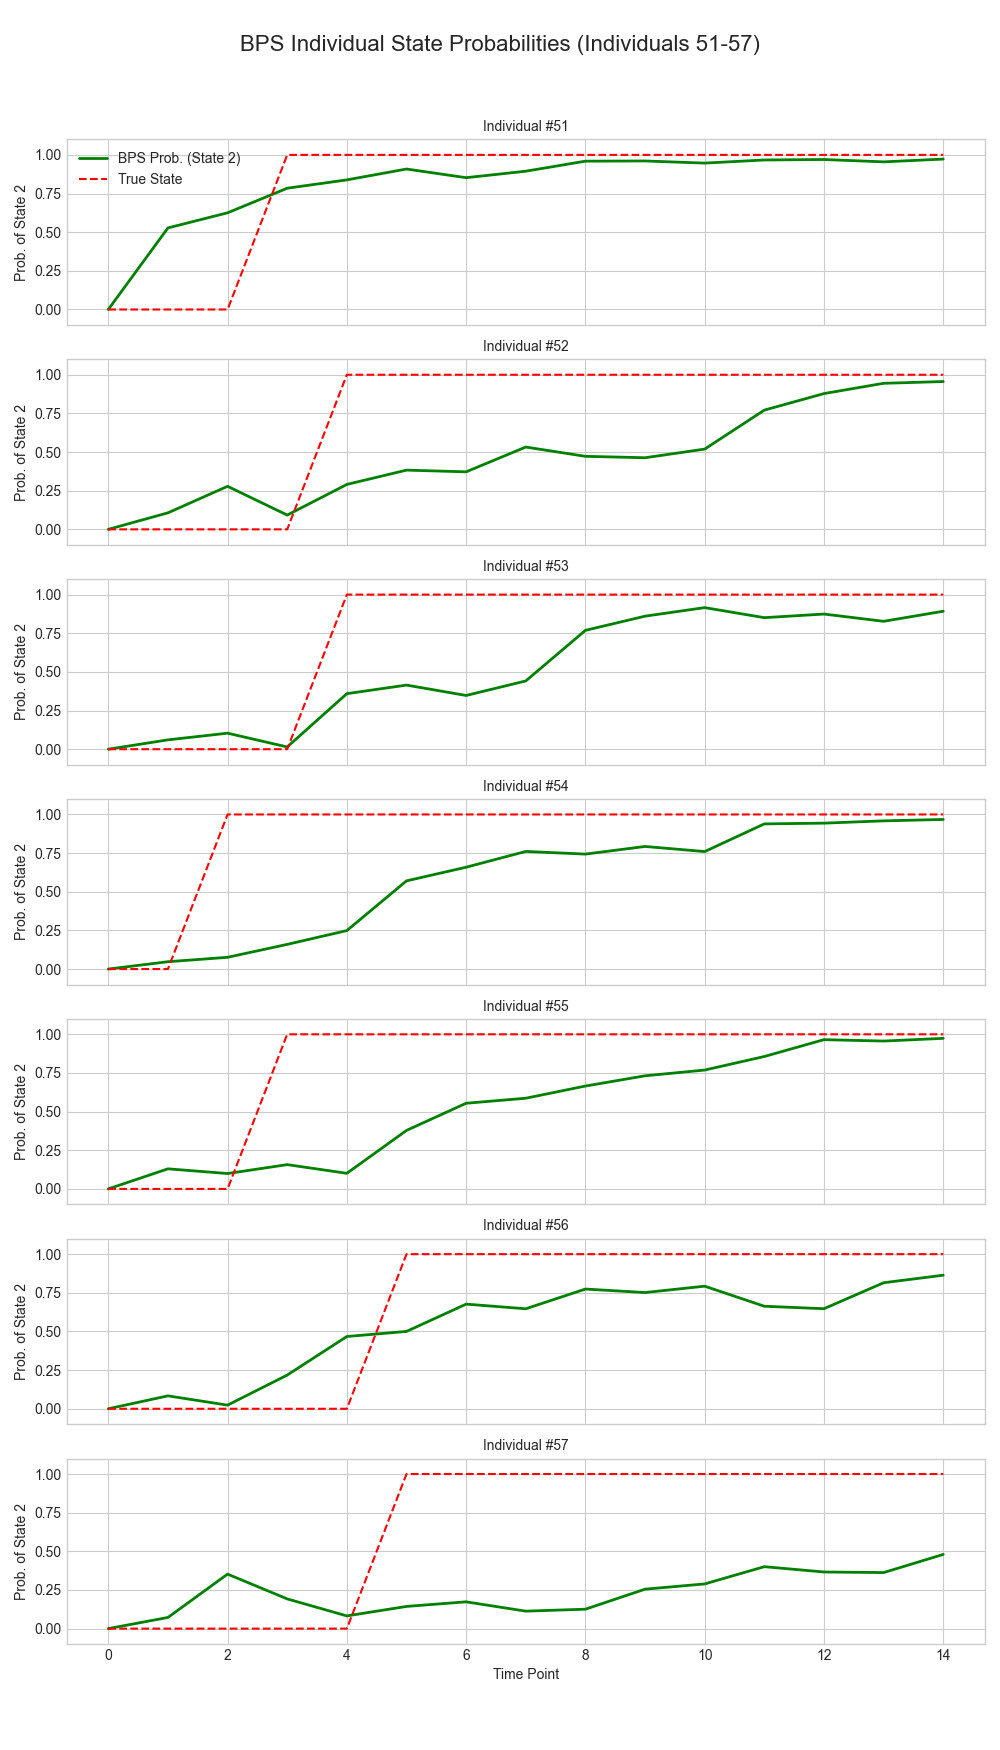 BPS Individual State Probabilities (Individuals 51-57)
Individual #51
BPS Prob. (State 2)
True State
1.00
0.75
0.50
0.25
0.00
Prob. of State 2
Individual #52
1.00
0.75
0.50
0.25
0.00
Prob. of State 2
Individual #53
1.00
0.75
0.50
0.25
0.00
Prob. of State 2
Individual #54
1.00
0.75
0.50
0.25
0.00
Prob. of State 2
Individual #55
1.00
0.75
0.50
0.25
0.00
Prob. of State 2
Individual #56
1.00
0.75
0.50
0.25
0.00
Prob. of State 2
Individual #57
1.00
0.75
0.50
0.25
0.00
Prob. of State 2
0 2 4 6 8 10 12 14
Time Point